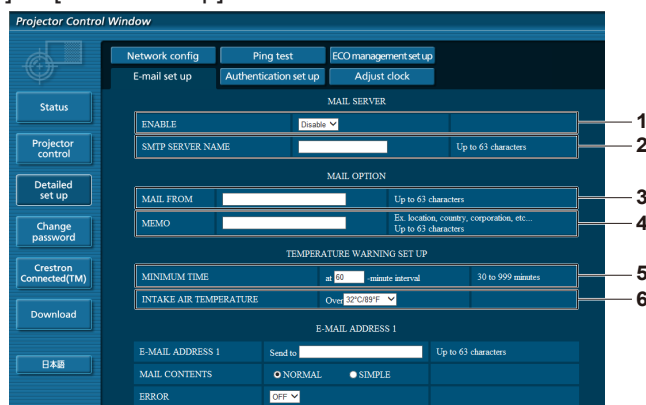 Projector Control Window
Network config
Ping test
ECO management set up
E-mail set up
Authentication set up
Adjust clock
Status
Projector
control
Detailed
set up
Change
password
Crestron
Connected(TM)
Download
日本語
MAIL SERVER
ENABLE Disable 1
SMTP SERVER NAME Up to 63 characters 2
MAIL OPTION
MAIL FROM Up to 63 characters 3
MEMO Ex. location, country, corporation, etc...
Up to 63 characters 4
TEMPERATURE WARNING SET UP
MINIMUM TIME at 60 -minute interval 30 to 999 minutes 5
INTAKE AIR TEMPERATURE Over 32°C/89°F 6
E-MAIL ADDRESS 1
E-MAIL ADDRESS 1 Send to Up to 63 characters
MAIL CONTENTS NORMAL SIMPLE
ERROR OFF